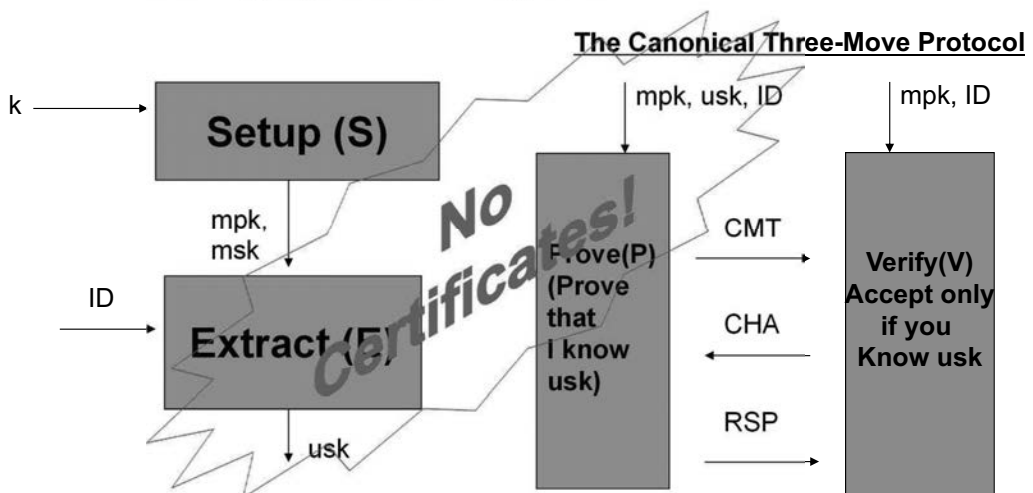 The Canonical Three-Move Protocol
k
Setup (S)
mpk,
msk
ID
Extract (E)
usk
No
Certificates!
mpk, usk, ID
Prove(P)
(Prove
that
I know
usk)
CMT
CHA
RSP
mpk, ID
Verify(V)
Accept only
if you
Know usk